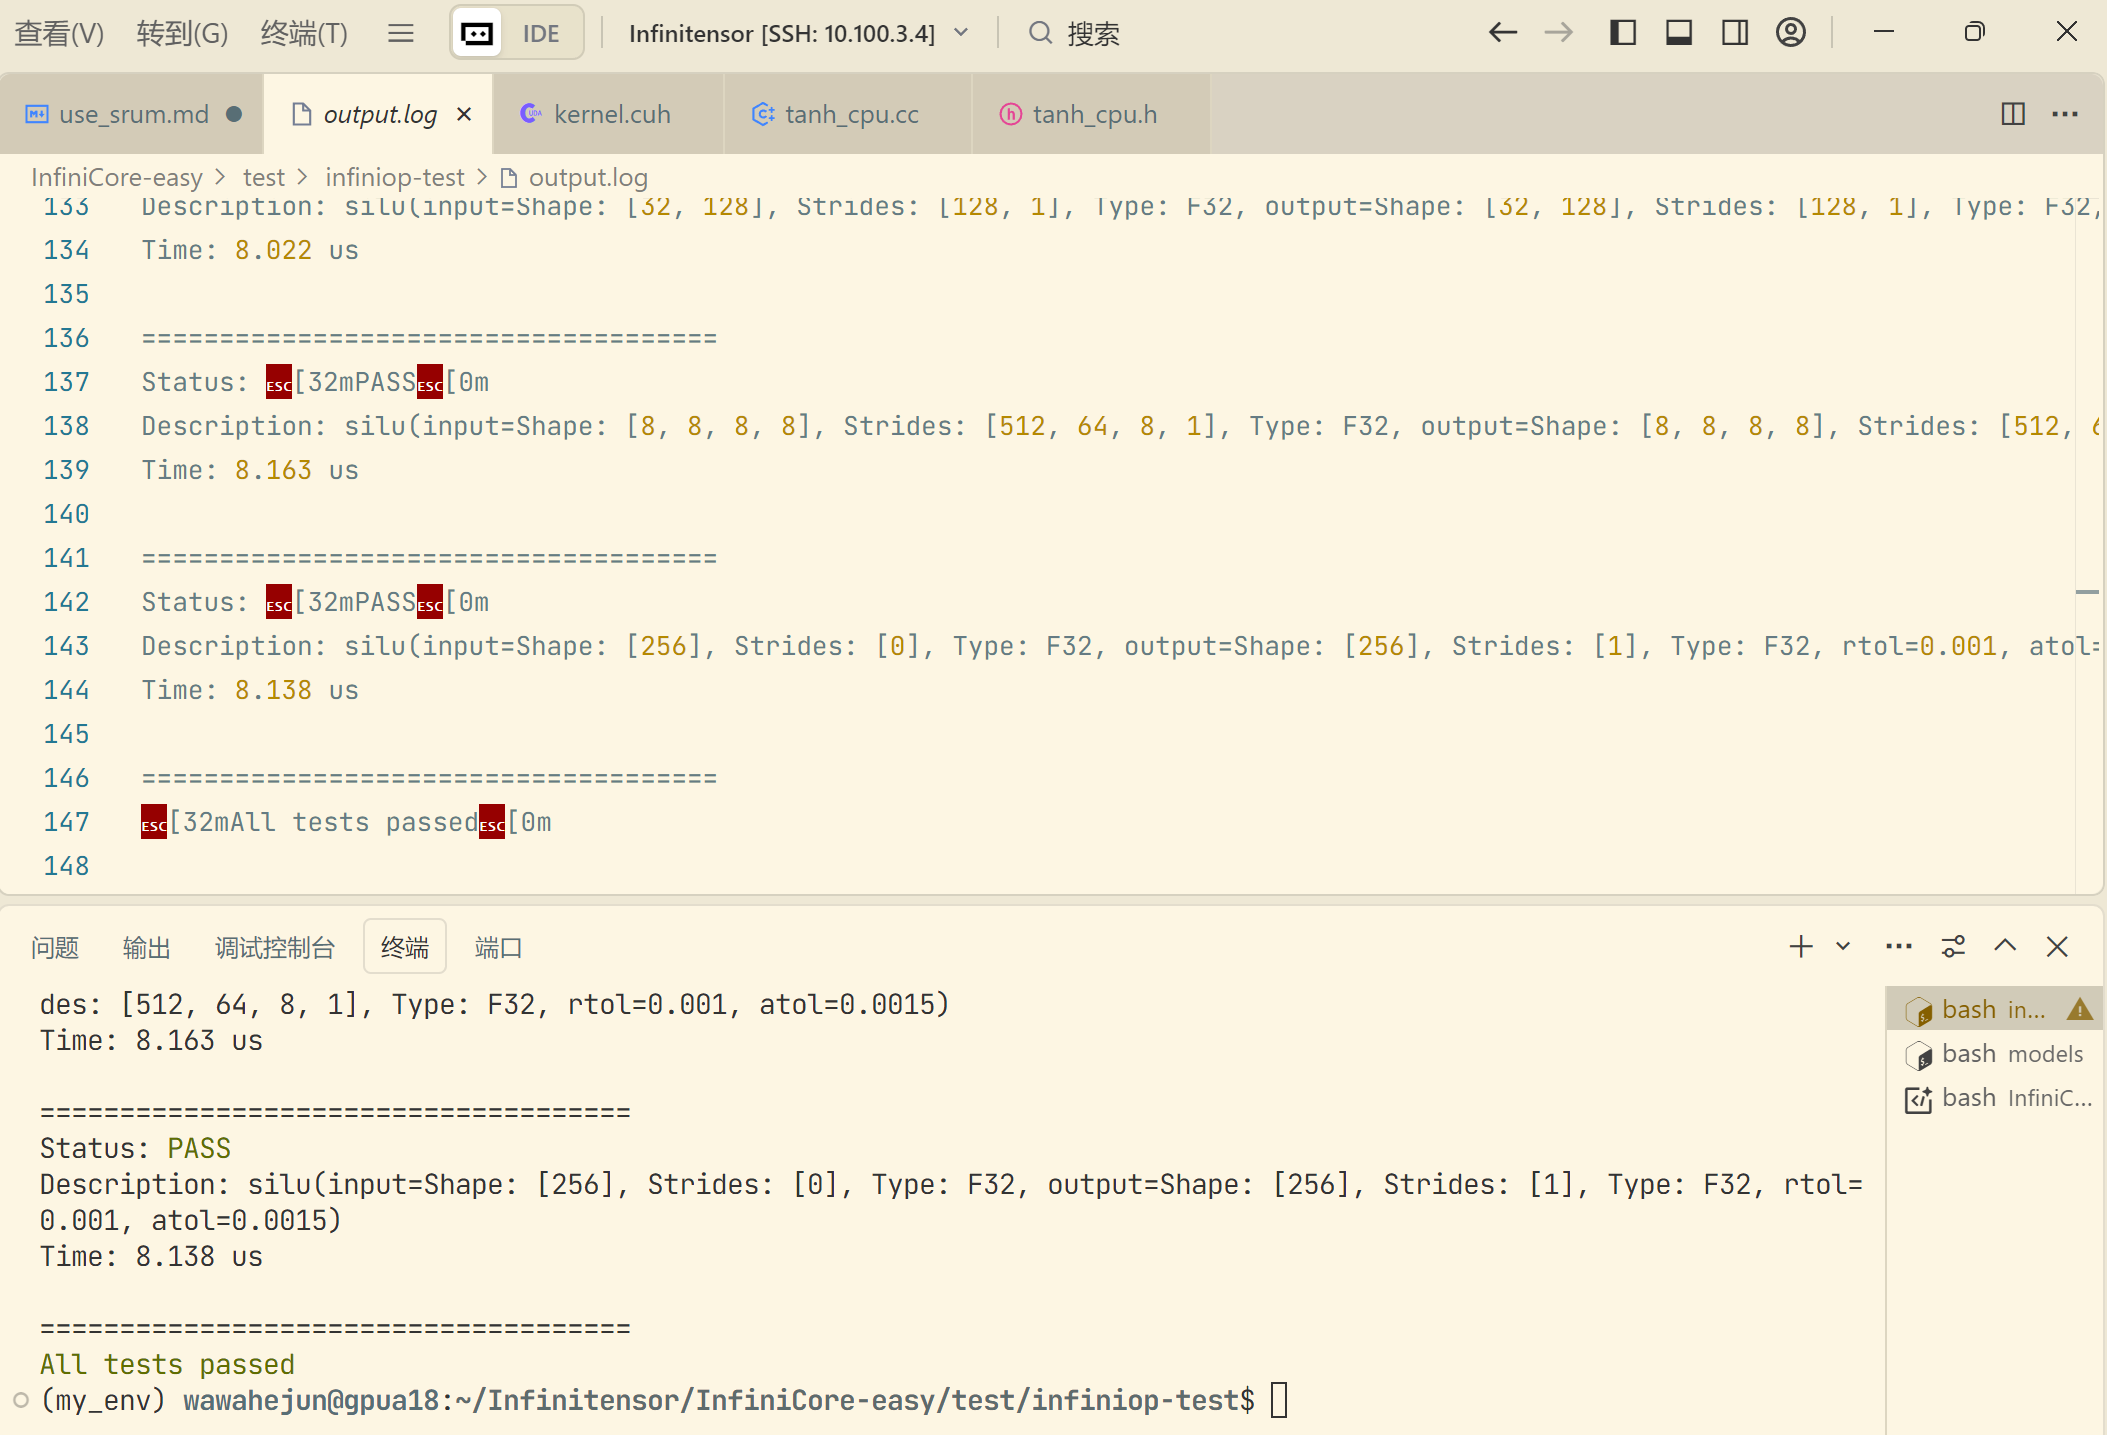 查看(V) 转到(G) 终端(T) IDE Infinitensor [SSH: 10.100.3.4] 搜索
use_srum.md output.log kernel.cuh tanh_cpu.cc tanh_cpu.h
InfiniCore-easy > test > infiniop-test > output.log
133 Description: silu(input=Shape: [32, 128], Strides: [128, 1], Type: F32, output=Shape: [32, 128], Strides: [128, 1], Type: F32,
134 Time: 8.022 us
135
136 =====================================
137 Status: ESC[32mPASSESC[0m
138 Description: silu(input=Shape: [8, 8, 8, 8], Strides: [512, 64, 8, 1], Type: F32, output=Shape: [8, 8, 8, 8], Strides: [512, 6
139 Time: 8.163 us
140
141 =====================================
142 Status: ESC[32mPASSESC[0m
143 Description: silu(input=Shape: [256], Strides: [0], Type: F32, output=Shape: [256], Strides: [1], Type: F32, rtol=0.001, atol=
144 Time: 8.138 us
145
146 =====================================
147 ESC[32mAll tests passedESC[0m
148
问题 输出 调试控制台 终端 端口
des: [512, 64, 8, 1], Type: F32, rtol=0.001, atol=0.0015)
Time: 8.163 us
=====================================
Status: PASS
Description: silu(input=Shape: [256], Strides: [0], Type: F32, output=Shape: [256], Strides: [1], Type: F32, rtol=
0.001, atol=0.0015)
Time: 8.138 us
=====================================
All tests passed
(my_env) wawahejun@gpua18:~/Infinitensor/InfiniCore-easy/test/infiniop-test$
bash in...
bash models
bash InfiniC...